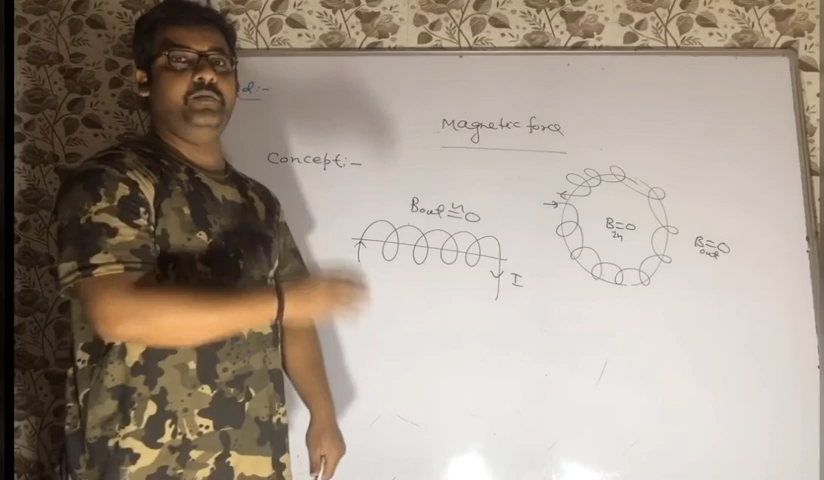 d:-
Magnetic force
Concept:-
Bout ≃ 0
I
B=0
in
B=0
out